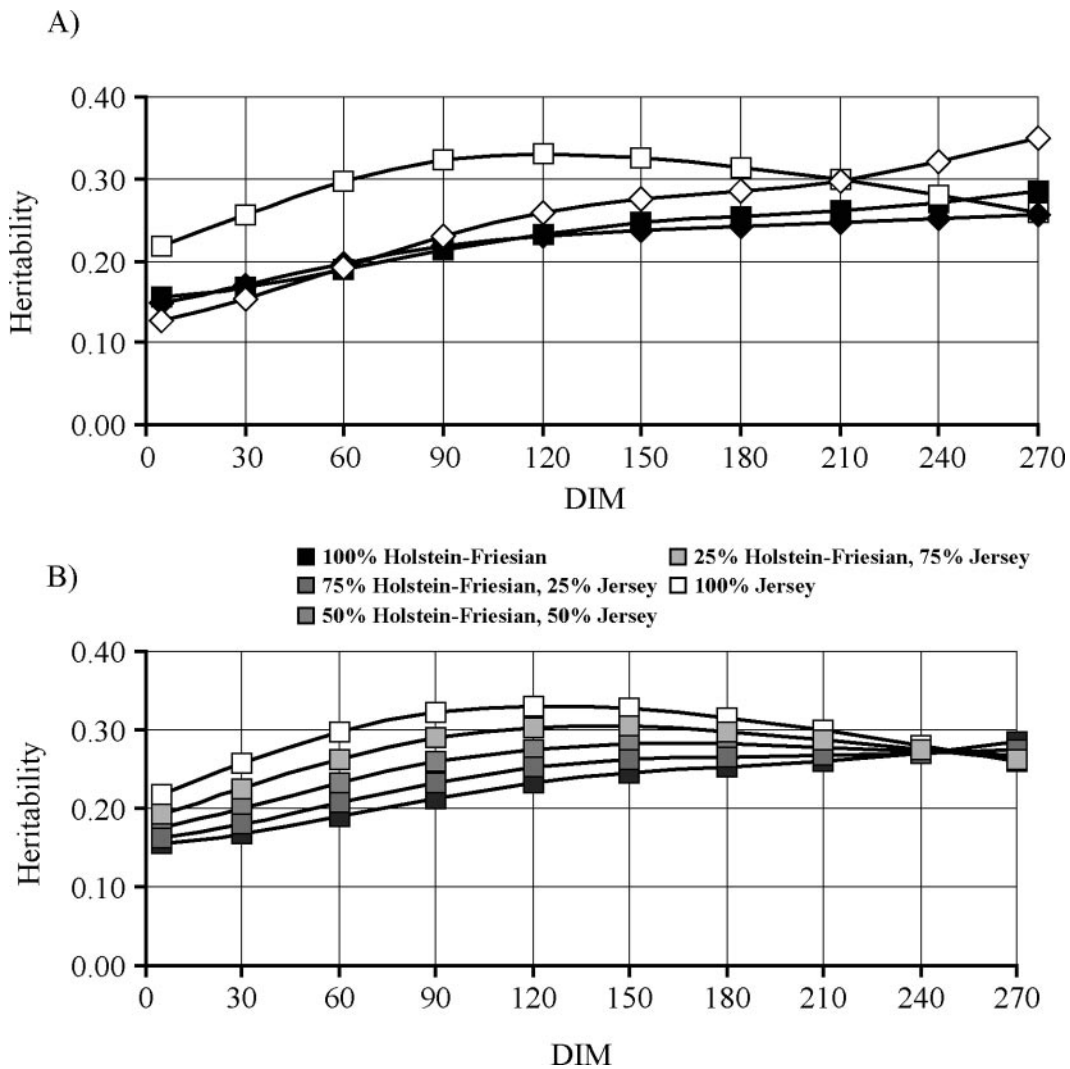 A)
0.40
0.30
0.20
0.10
0.00
Heritability
0 30 60 90 120 150 180 210 240 270
DIM
100% Holstein-Friesian 25% Holstein-Friesian, 75% Jersey
75% Holstein-Friesian, 25% Jersey 100% Jersey
50% Holstein-Friesian, 50% Jersey
B)
0.40
0.30
0.20
0.10
0.00
Heritability
0 30 60 90 120 150 180 210 240 270
DIM